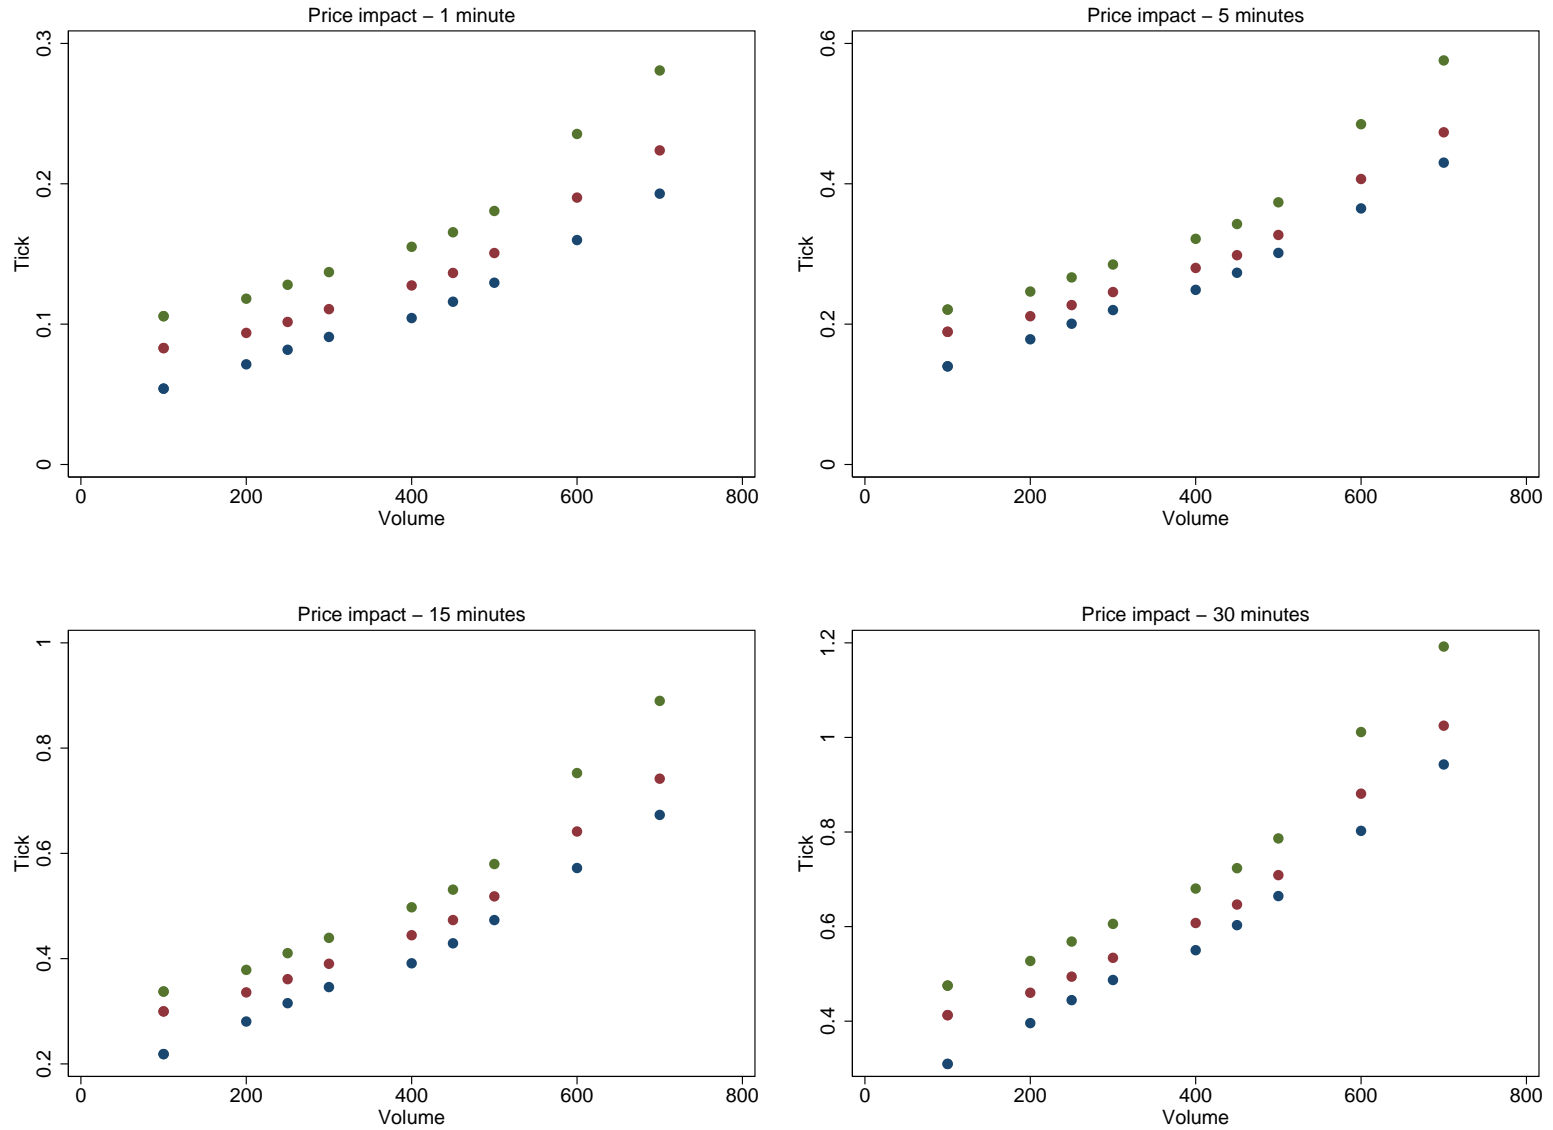 Price impact – 1 minute
0.3
0.2
0.1
0
Tick
0 200 400 600 800
Volume
Price impact – 5 minutes
0.6
0.4
0.2
0
Tick
0 200 400 600 800
Volume
Price impact – 15 minutes
1
0.8
0.6
0.4
0.2
Tick
0 200 400 600 800
Volume
Price impact – 30 minutes
1.2
1
0.8
0.6
0.4
Tick
0 200 400 600 800
Volume